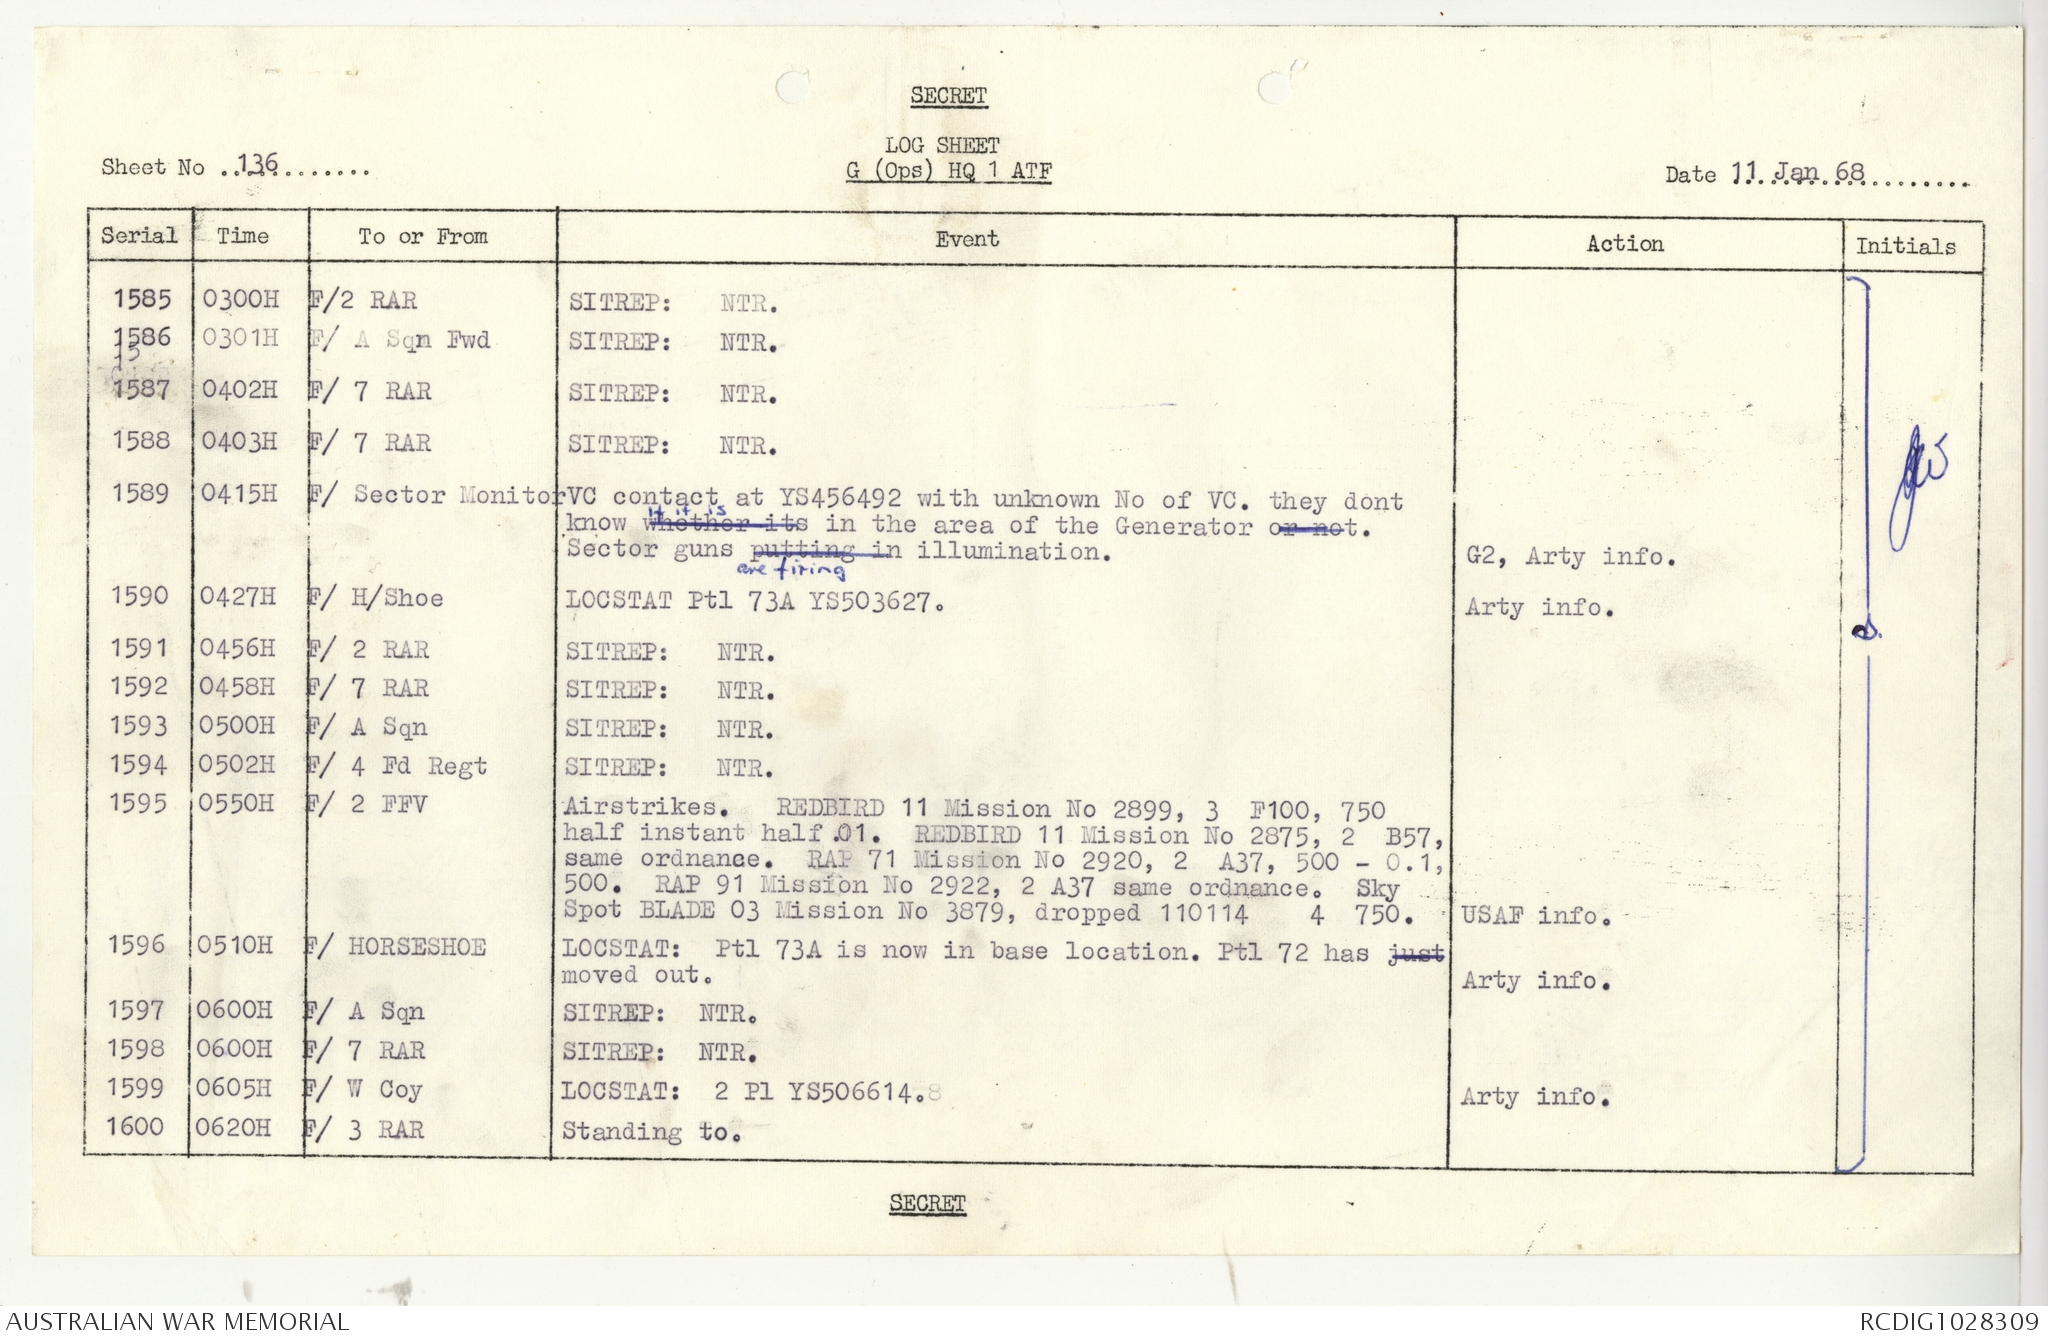 SECRET
LOG SHEET
G (Ops) HQ 1 ATF
Sheet No ..136..........
Date 11 Jan 68..........
Serial Time To or From Event Action Initials
1585 0300H F/2 RAR SITREP: NTR.
1586 0301H F/ A Sqn Fwd SITREP: NTR.
15
1587 0402H F/ 7 RAR SITREP: NTR.
1588 0403H F/ 7 RAR SITREP: NTR.
1589 0415H F/ Sector Monitor VC contact at YS456492 with unknown No of VC. they dont
if it is
know whether its in the area of the Generator or not.
Sector guns putting in illumination. G2, Arty info.
are firing
1590 0427H F/ H/Shoe LOCSTAT Ptl 73A YS503627. Arty info.
1591 0456H F/ 2 RAR SITREP: NTR.
1592 0458H F/ 7 RAR SITREP: NTR.
1593 0500H F/ A Sqn SITREP: NTR.
1594 0502H F/ 4 Fd Regt SITREP: NTR.
1595 0550H F/ 2 FFV Airstrikes. REDBIRD 11 Mission No 2899, 3 F100, 750
half instant half .01. REDBIRD 11 Mission No 2875, 2 B57,
same ordnance. RAP 71 Mission No 2920, 2 A37, 500 - 0.1,
500. RAP 91 Mission No 2922, 2 A37 same ordnance. Sky
Spot BLADE 03 Mission No 3879, dropped 110114 4 750. USAF info.
1596 0510H F/ HORSESHOE LOCSTAT: Ptl 73A is now in base location. Ptl 72 has just
moved out. Arty info.
1597 0600H F/ A Sqn SITREP: NTR.
1598 0600H F/ 7 RAR SITREP: NTR.
1599 0605H F/ W Coy LOCSTAT: 2 Pl YS506614.8 Arty info.
1600 0620H F/ 3 RAR Standing to.
SECRET
AUSTRALIAN WAR MEMORIAL
RCDIG1028309